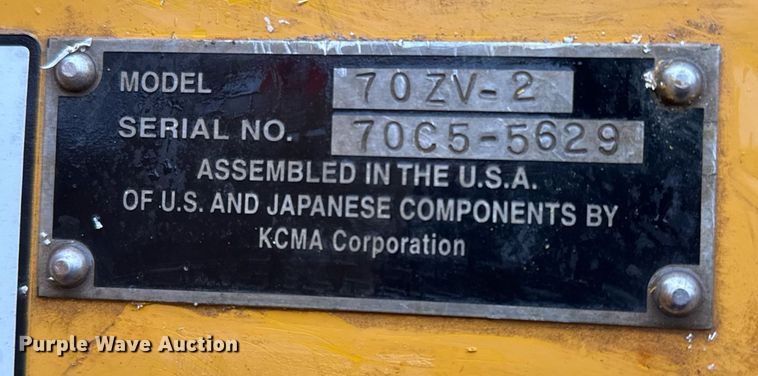 MODEL 70ZV-2
SERIAL NO. 70C5-5629
ASSEMBLED IN THE U.S.A.
OF U.S. AND JAPANESE COMPONENTS BY
KCMA Corporation
Purple Wave Auction